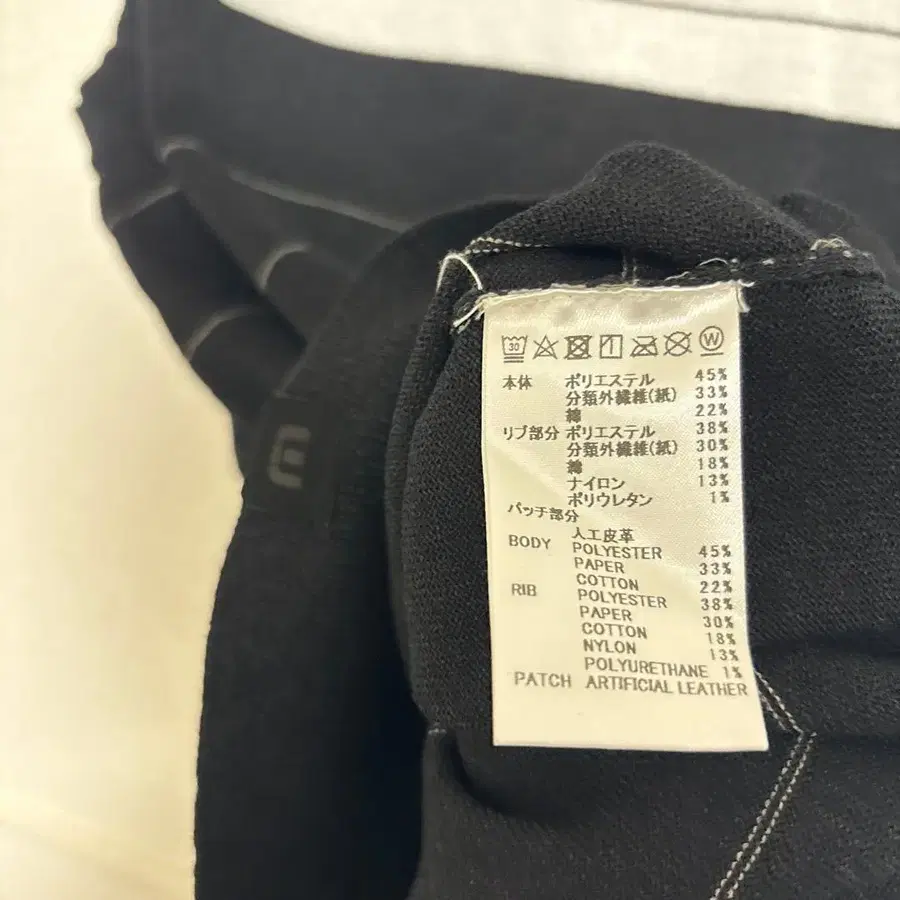 30 W
本体 ポリエステル 45%
分類外繊維(紙) 33%
綿 22%
リブ部分 ポリエステル 38%
分類外繊維(紙) 30%
綿 18%
ナイロン 13%
ポリウレタン 1%
パッチ部分
人工皮革
BODY POLYESTER 45%
PAPER 33%
COTTON 22%
RIB POLYESTER 38%
PAPER 30%
COTTON 18%
NYLON 13%
POLYURETHANE 1%
PATCH ARTIFICIAL LEATHER